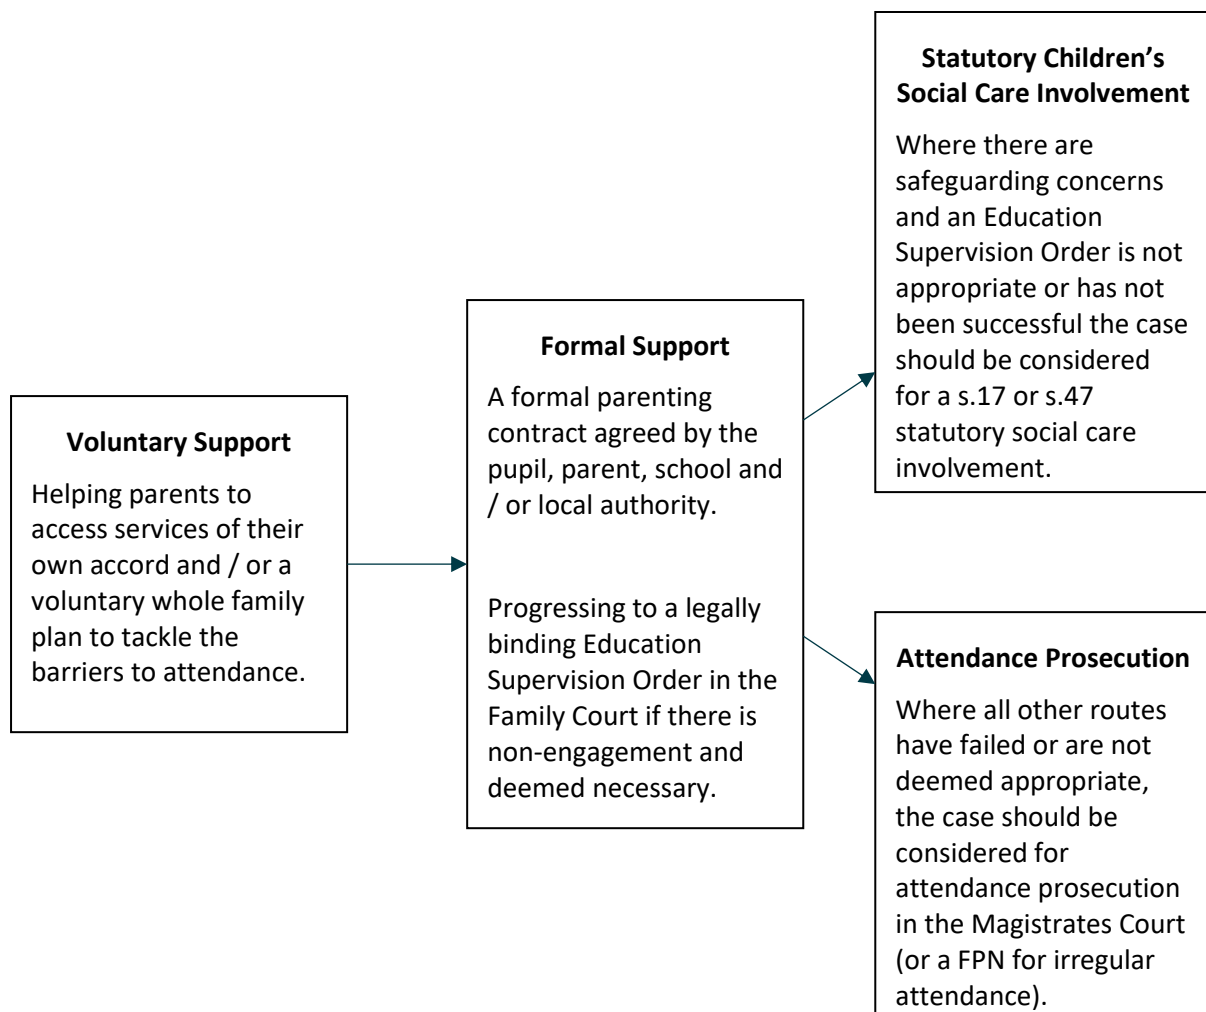 Voluntary Support
Helping parents to
access services of their
own accord and / or a
voluntary whole family
plan to tackle the
barriers to attendance.
Formal Support
A formal parenting
contract agreed by the
pupil, parent, school and
/ or local authority.
Progressing to a legally
binding Education
Supervision Order in the
Family Court if there is
non-engagement and
deemed necessary.
Statutory Children’s
Social Care Involvement
Where there are
safeguarding concerns
and an Education
Supervision Order is not
appropriate or has not
been successful the case
should be considered
for a s.17 or s.47
statutory social care
involvement.
Attendance Prosecution
Where all other routes
have failed or are not
deemed appropriate,
the case should be
considered for
attendance prosecution
in the Magistrates Court
(or a FPN for irregular
attendance).